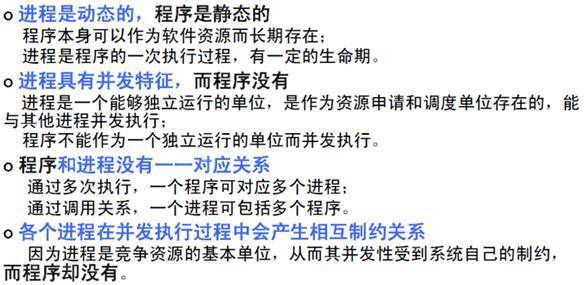 o 进程是动态的，程序是静态的
程序本身可以作为软件资源而长期存在；
进程是程序的一次执行过程，有一定的生命期。
o 进程具有并发特征，而程序没有
进程是一个能够独立运行的单位，是作为资源申请和调度单位存在的，能
与其他进程并发执行；
程序不能作为一个独立运行的单位而并发执行。
o 程序和进程没有一一对应关系
通过多次执行，一个程序可对应多个进程；
通过调用关系，一个进程可包括多个程序。
o 各个进程在并发执行过程中会产生相互制约关系
因为进程是竞争资源的基本单位，从而其并发性受到系统自己的制约，
而程序却没有。